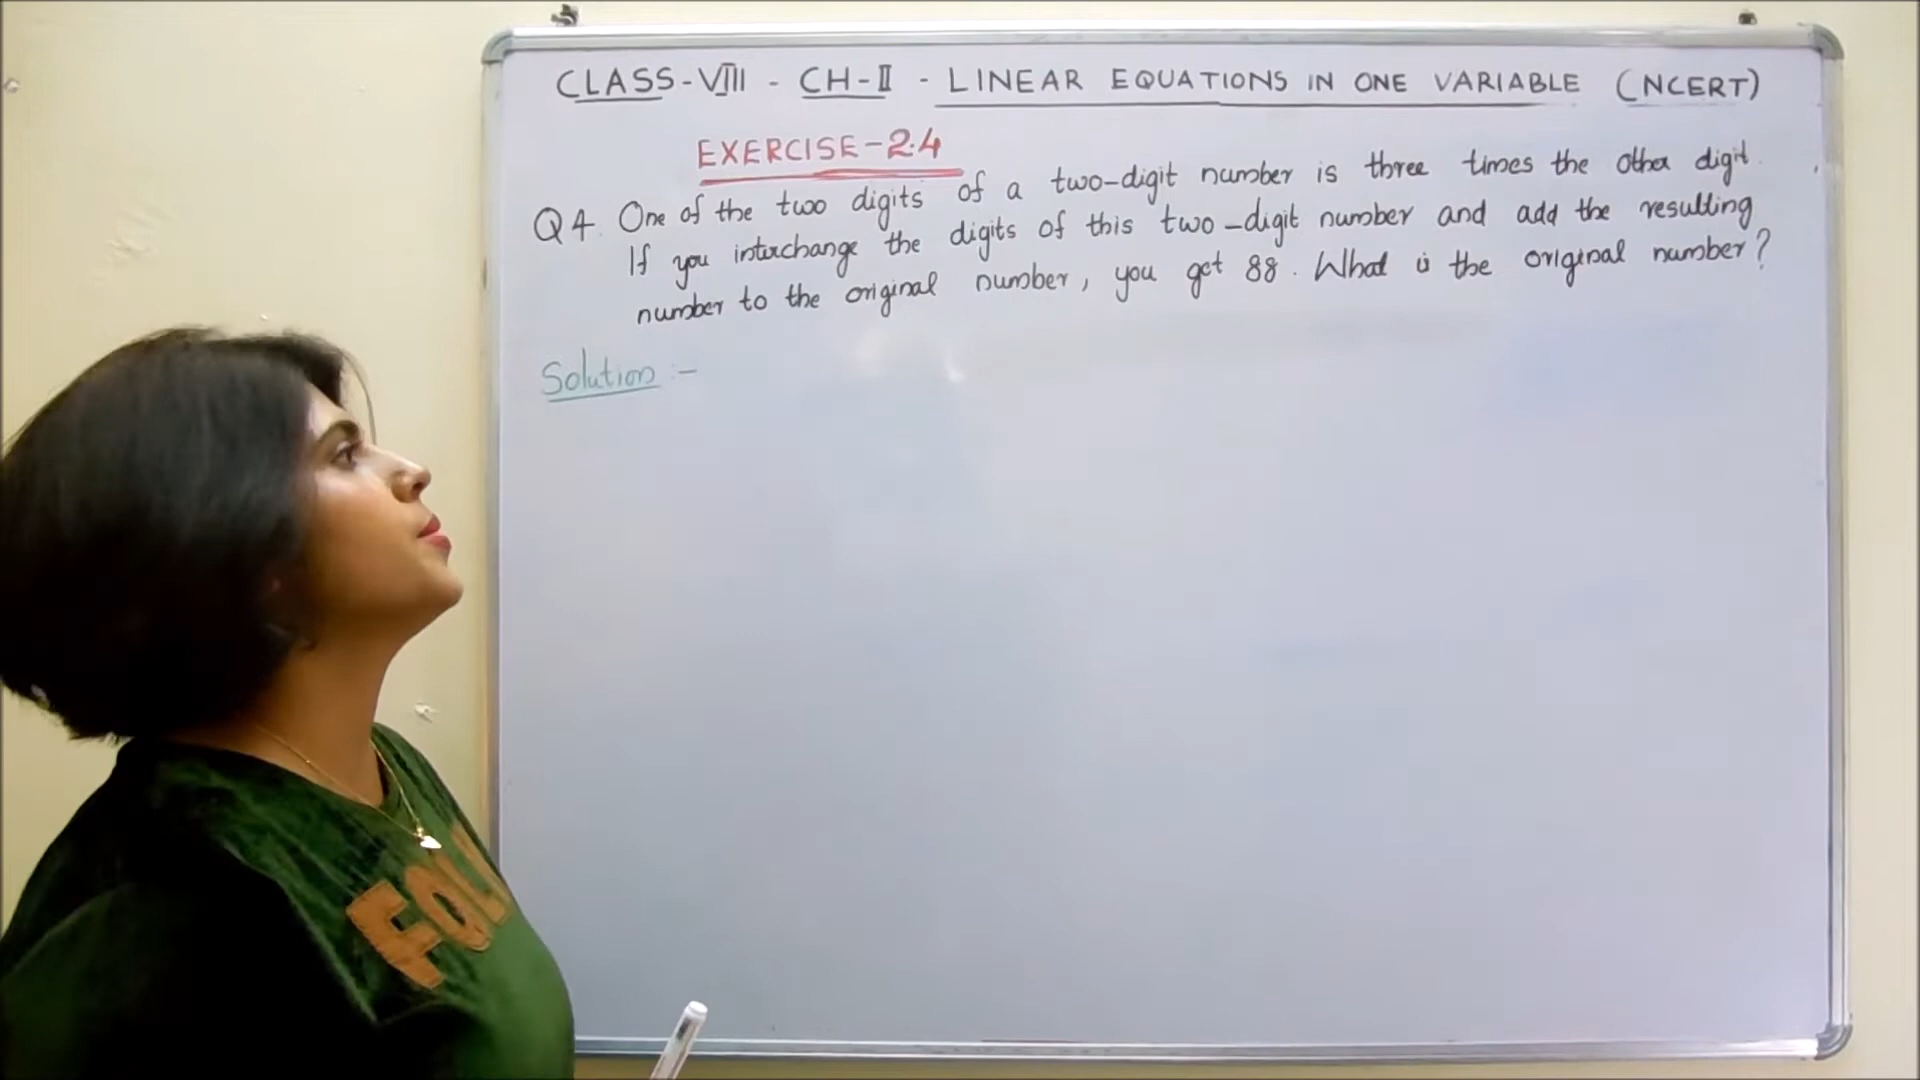 CLASS-VIII - CH-II - LINEAR EQUATIONS IN ONE VARIABLE (NCERT)
EXERCISE-2.4
Q4. One of the two digits of a two-digit number is three times the other digit.
If you interchange the digits of this two-digit number and add the resulting
number to the original number, you get 88. What is the original number?
Solution :-